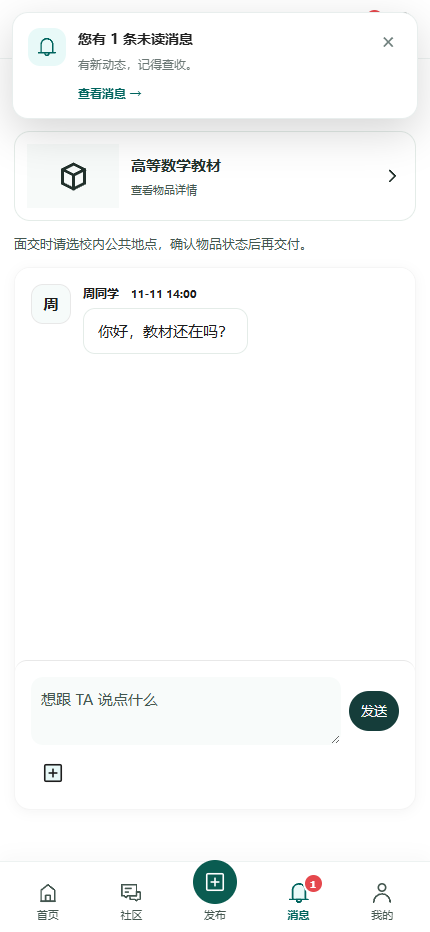 您有 1 条未读消息
有新动态，记得查收。
查看消息 →
高等数学教材
查看物品详情
面交时请选校内公共地点，确认物品状态后再交付。
周
周同学 11-11 14:00
你好，教材还在吗？
想跟 TA 说点什么
发送
1
首页
社区
发布
消息
我的